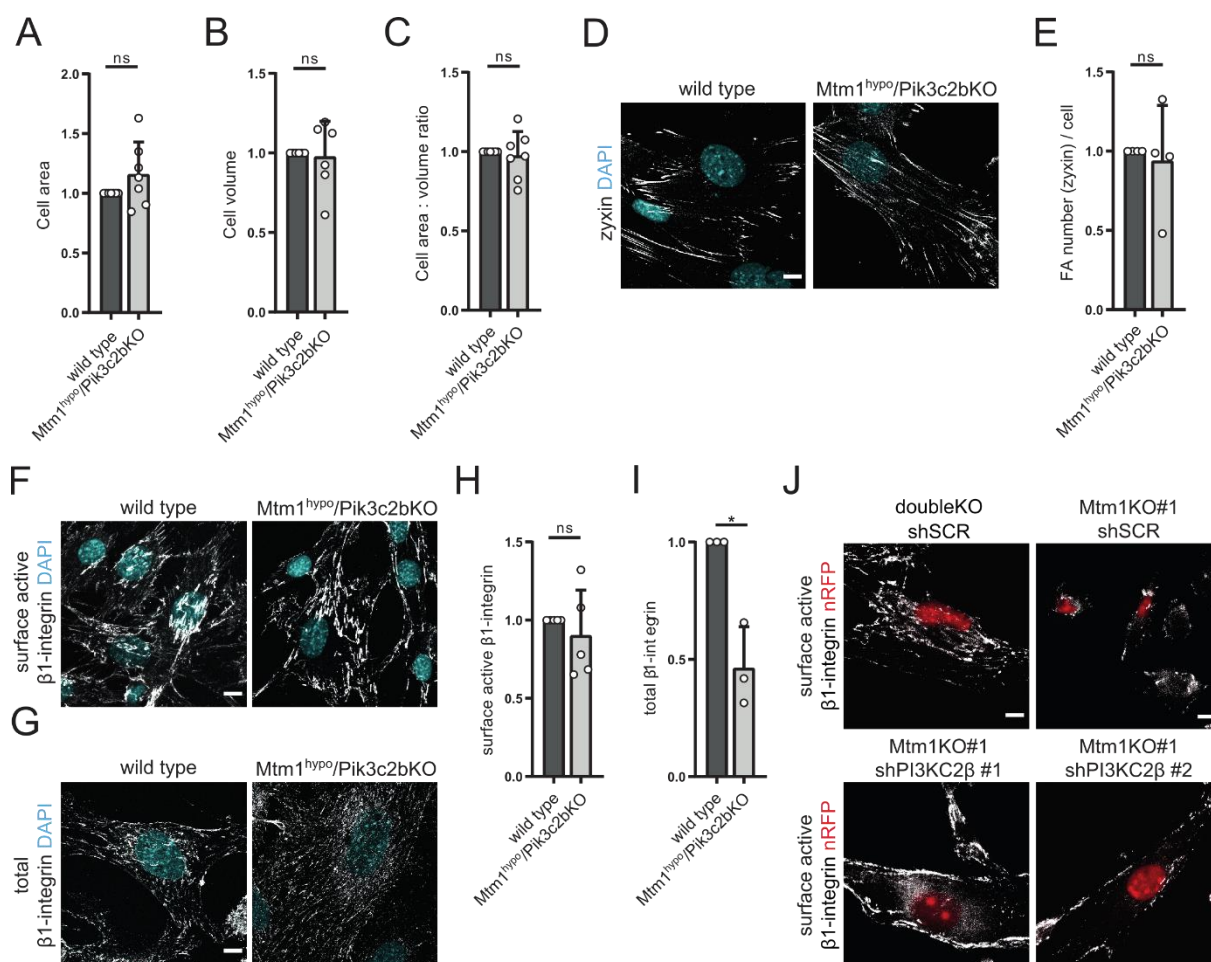 A
ns
2.0
1.5
1.0
0.5
0.0
Cell area
wild type
Mtm1hypo/Pik3c2bKO
B
ns
1.5
1.0
0.5
0.0
Cell volume
wild type
Mtm1hypo/Pik3c2bKO
C
ns
1.5
1.0
0.5
0.0
Cell area : volume ratio
wild type
Mtm1hypo/Pik3c2bKO
D
wild type
Mtm1hypo/Pik3c2bKO
zyxin DAPI
E
ns
1.5
1.0
0.5
0.0
FA number (zyxin) / cell
wild type
Mtm1hypo/Pik3c2bKO
F
wild type
Mtm1hypo/Pik3c2bKO
surface active
β1-integrin DAPI
G
wild type
Mtm1hypo/Pik3c2bKO
total
β1-integrin DAPI
H
ns
1.5
1.0
0.5
0.0
surface active β1-integrin
wild type
Mtm1hypo/Pik3c2bKO
I
*
1.0
0.5
0.0
total β1-int egrin
wild type
Mtm1hypo/Pik3c2bKO
J
doubleKO
shSCR
Mtm1KO#1
shSCR
surface active
β1-integrin nRFP
Mtm1KO#1
shPI3KC2β #1
Mtm1KO#1
shPI3KC2β #2
surface active
β1-integrin nRFP